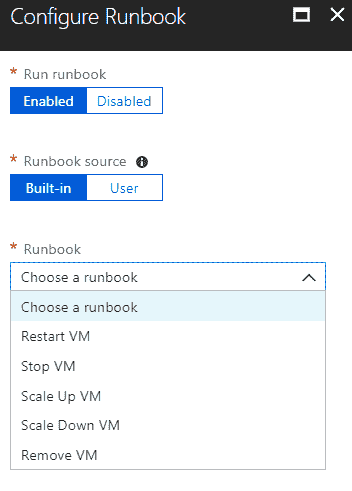 Configure Runbook
* Run runbook
Enabled Disabled
* Runbook source
Built-in User
* Runbook
Choose a runbook
Choose a runbook
Restart VM
Stop VM
Scale Up VM
Scale Down VM
Remove VM